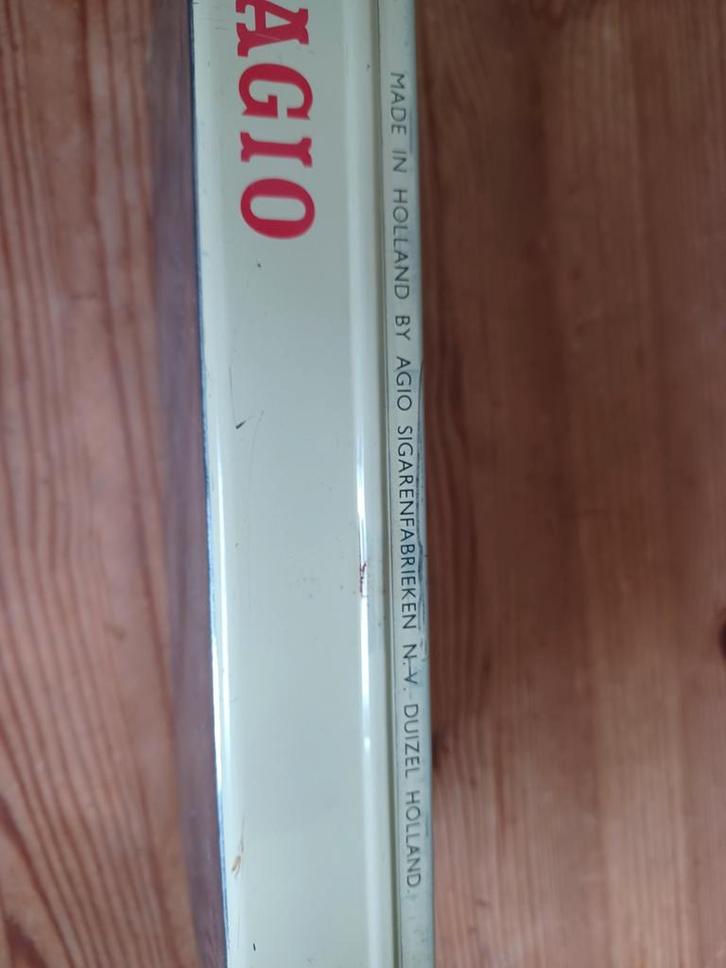 AGIO
MADE IN HOLLAND BY AGIO SIGARENFABRIEKEN N.V. DUIZEL HOLLAND.